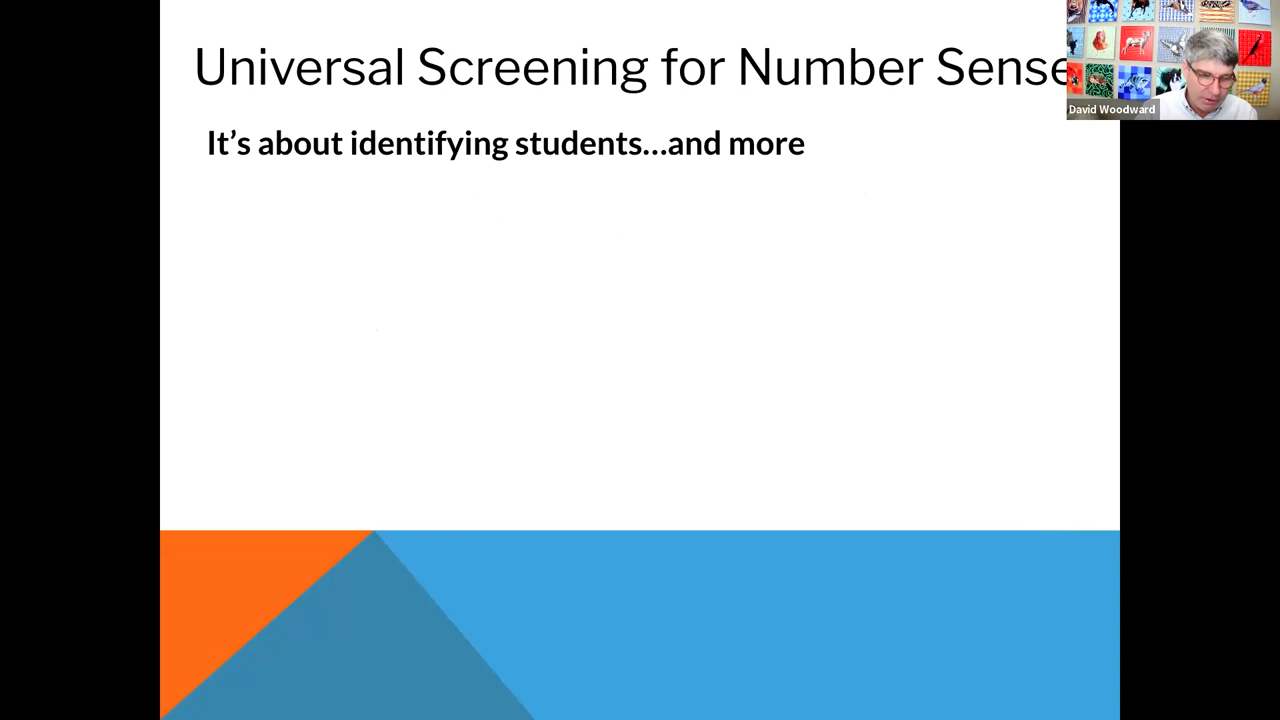 Universal Screening for Number Sense
It’s about identifying students...and more
David Woodward